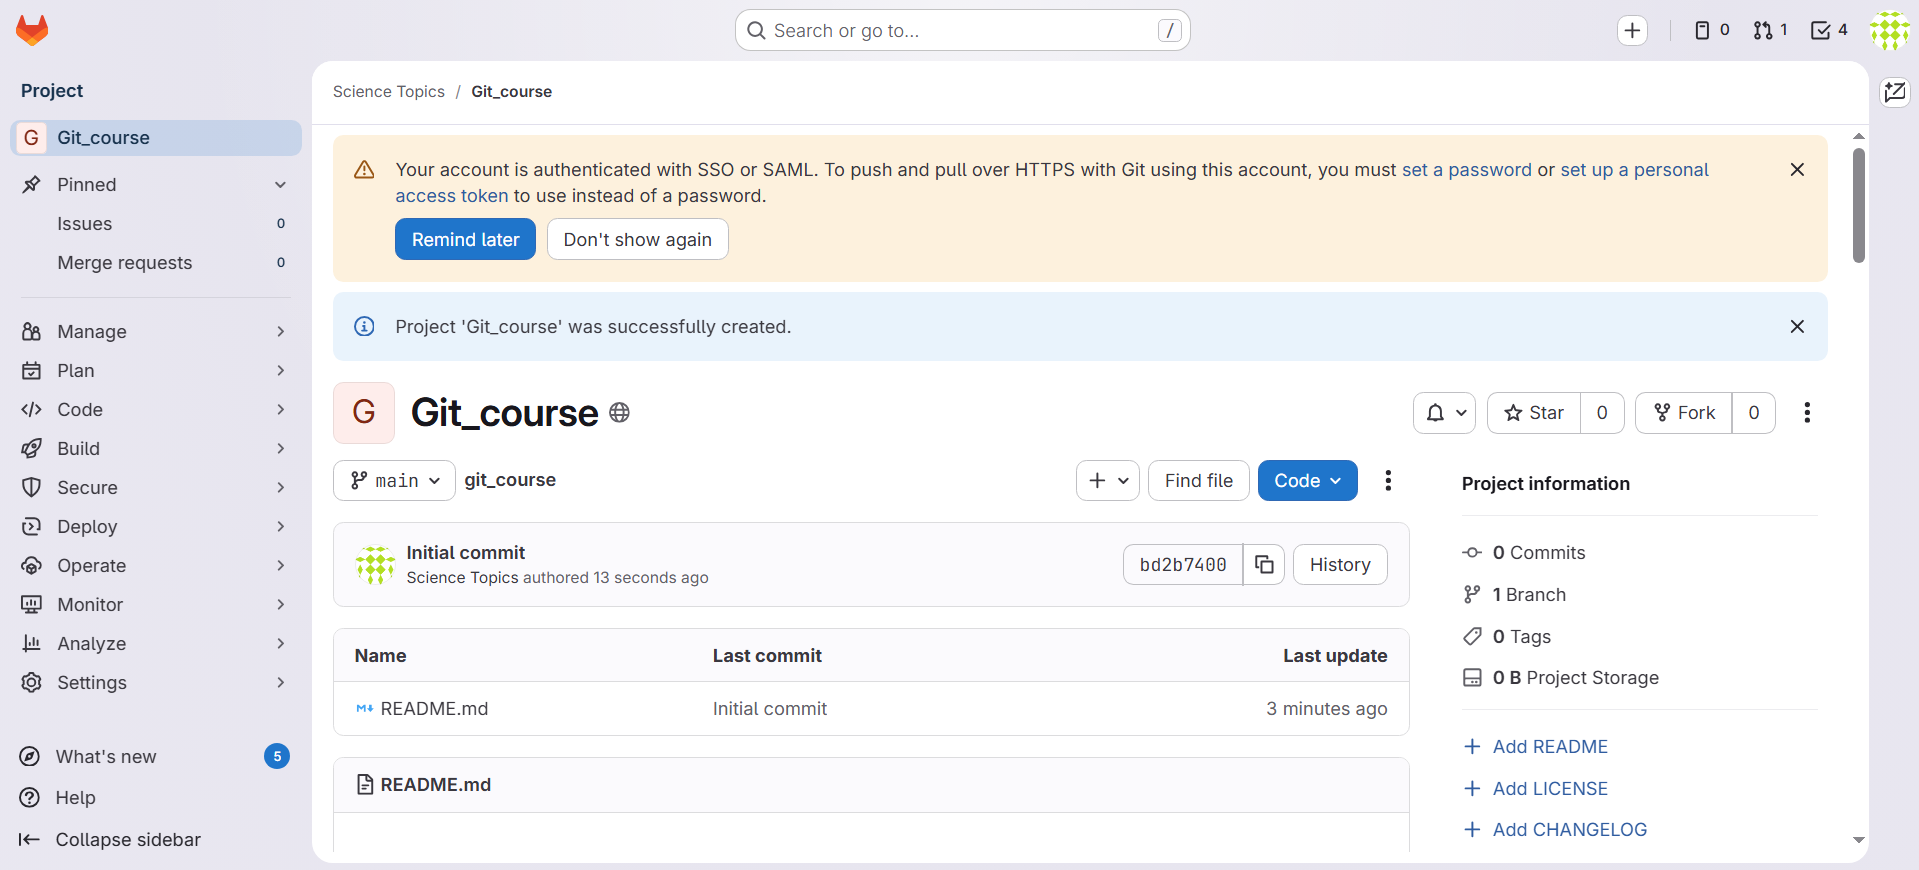 Search or go to...
/
0
1
4
Project
G
Git_course
Pinned
Issues
0
Merge requests
0
Manage
Plan
Code
Build
Secure
Deploy
Operate
Monitor
Analyze
Settings
What's new
5
Help
Collapse sidebar
Science Topics / Git_course
Your account is authenticated with SSO or SAML. To push and pull over HTTPS with Git using this account, you must set a password or set up a personal
access token to use instead of a password.
Remind later
Don't show again
Project 'Git_course' was successfully created.
G
Git_course
Star
0
Fork
0
main
git_course
Find file
Code
Initial commit
Science Topics authored 13 seconds ago
bd2b7400
History
Name
Last commit
Last update
README.md
Initial commit
3 minutes ago
README.md
Project information
0 Commits
1 Branch
0 Tags
0 B Project Storage
Add README
Add LICENSE
Add CHANGELOG